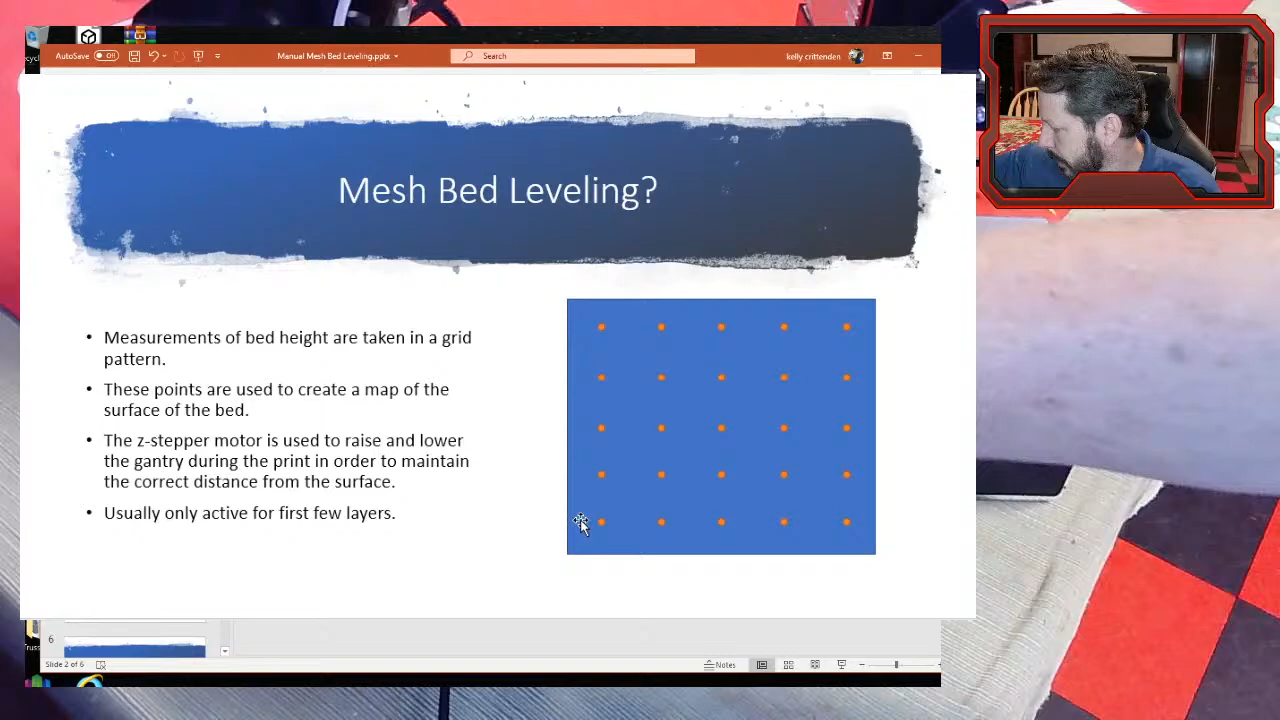 AutoSave Off
Manual Mesh Bed Leveling.pptx
Search
kelly crittenden
Mesh Bed Leveling?
• Measurements of bed height are taken in a grid
pattern.
• These points are used to create a map of the
surface of the bed.
• The z-stepper motor is used to raise and lower
the gantry during the print in order to maintain
the correct distance from the surface.
• Usually only active for first few layers.
6
Slide 2 of 6
Notes